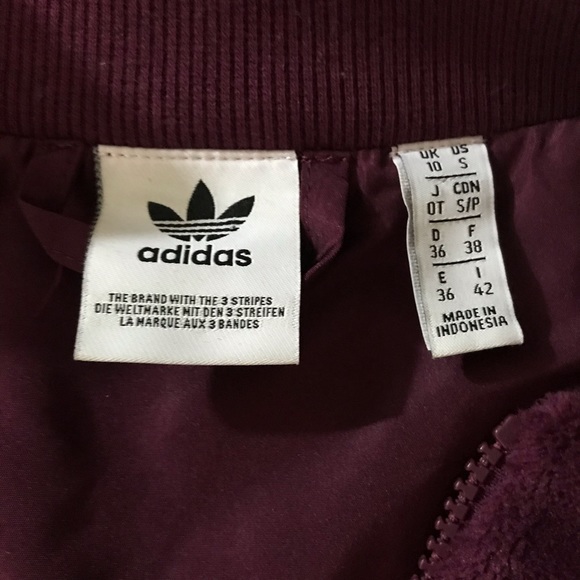 adidas
THE BRAND WITH THE 3 STRIPES
DIE WELTMARKE MIT DEN 3 STREIFEN
LA MARQUE AUX 3 BANDES
UK US
10 S
J CDN
OT S/P
D F
36 38
E I
36 42
MADE IN
INDONESIA